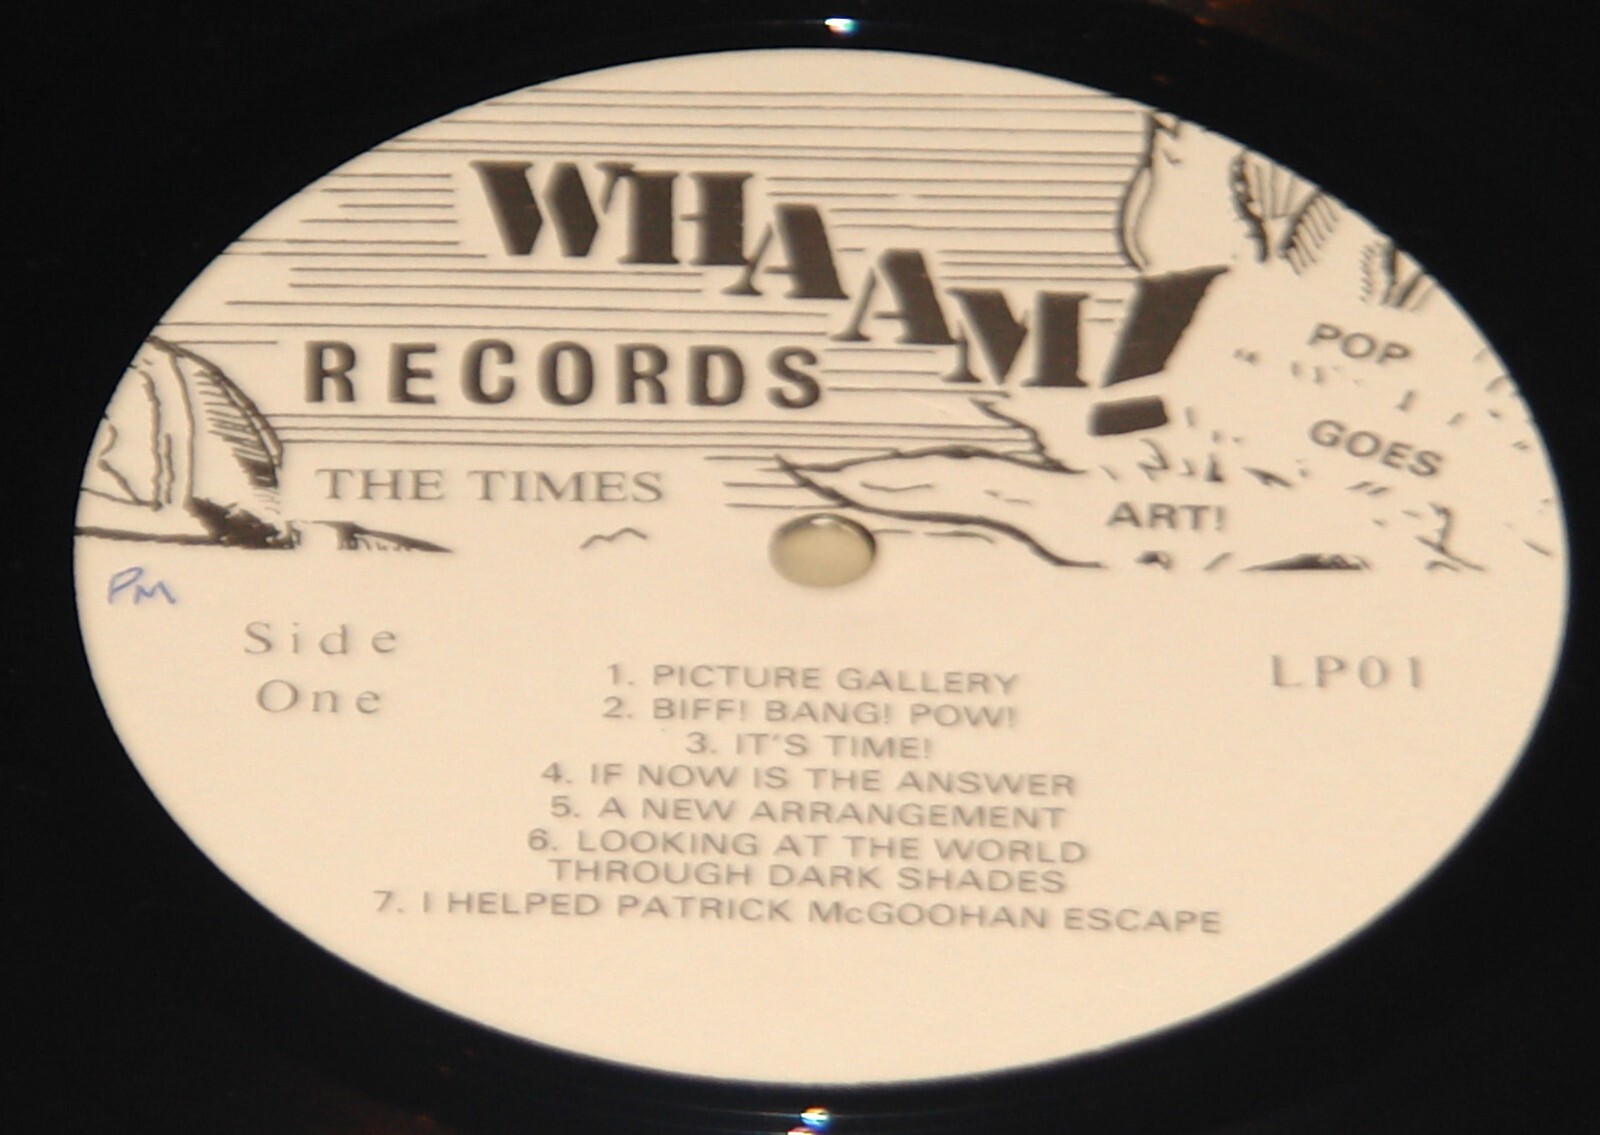 WHAAM!
RECORDS
POP
GOES
ART!
THE TIMES
PM
Side
One
LP01
1. PICTURE GALLERY
2. BIFF! BANG! POW!
3. IT'S TIME!
4. IF NOW IS THE ANSWER
5. A NEW ARRANGEMENT
6. LOOKING AT THE WORLD
THROUGH DARK SHADES
7. I HELPED PATRICK McGOOHAN ESCAPE